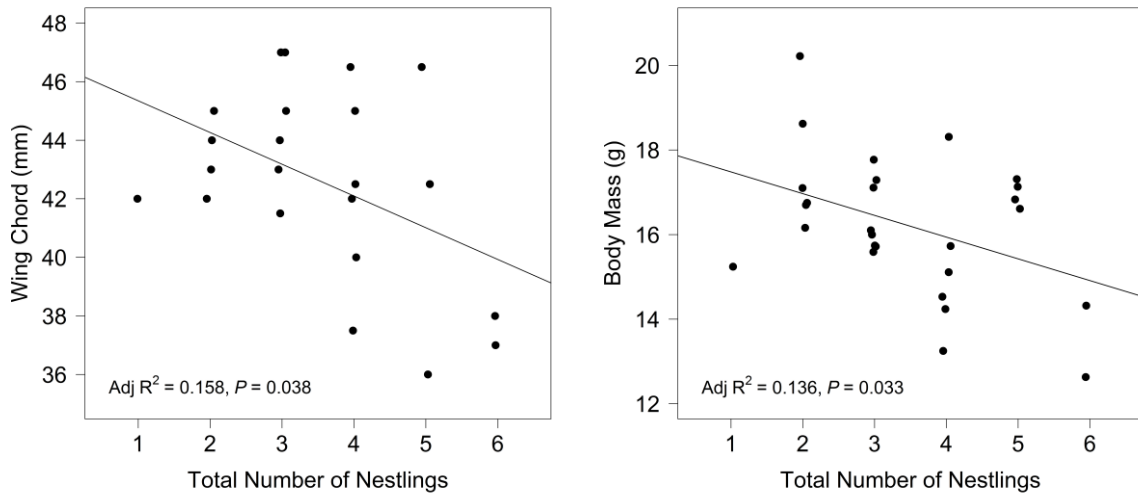 Wing Chord (mm)
48
46
44
42
40
38
36
Adj R² = 0.158, P = 0.038
1 2 3 4 5 6
Total Number of Nestlings
Body Mass (g)
20
18
16
14
12
Adj R² = 0.136, P = 0.033
1 2 3 4 5 6
Total Number of Nestlings